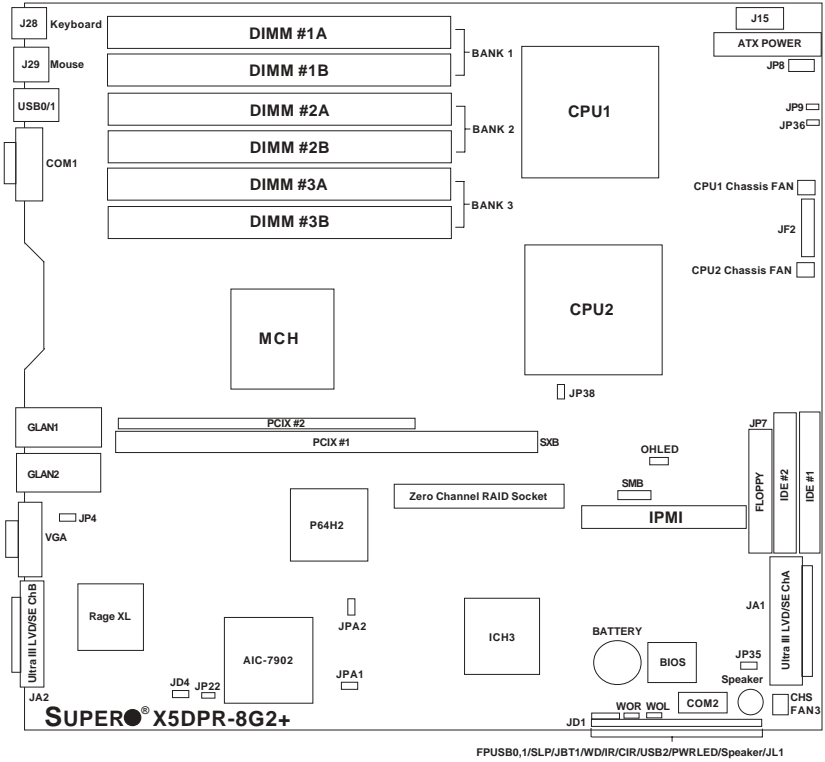 J28 Keyboard
DIMM #1A
J15
ATX POWER
BANK 1
J29 Mouse
DIMM #1B
JP8
USB0/1
DIMM #2A
CPU1
JP9
BANK 2
JP36
DIMM #2B
COM1
DIMM #3A
CPU1 Chassis FAN
BANK 3
DIMM #3B
JF2
CPU2 Chassis FAN
CPU2
MCH
JP38
GLAN1
PCIX #2
PCIX #1
SXB
JP7
OHLED
GLAN2
Zero Channel RAID Socket
SMB
FLOPPY
IDE #2
IDE #1
JP4
P64H2
IPMI
VGA
Ultra III LVD/SE ChB
Rage XL
JPA2
ICH3
BATTERY
JA1
Ultra III LVD/SE ChA
AIC-7902
BIOS
JP35
JPA1
Speaker
JD4
JP22
JA2
COM2
CHS
FAN3
WOR
WOL
SUPER® X5DPR-8G2+
JD1
FPUSB0,1/SLP/JBT1/WD/IR/CIR/USB2/PWRLED/Speaker/JL1